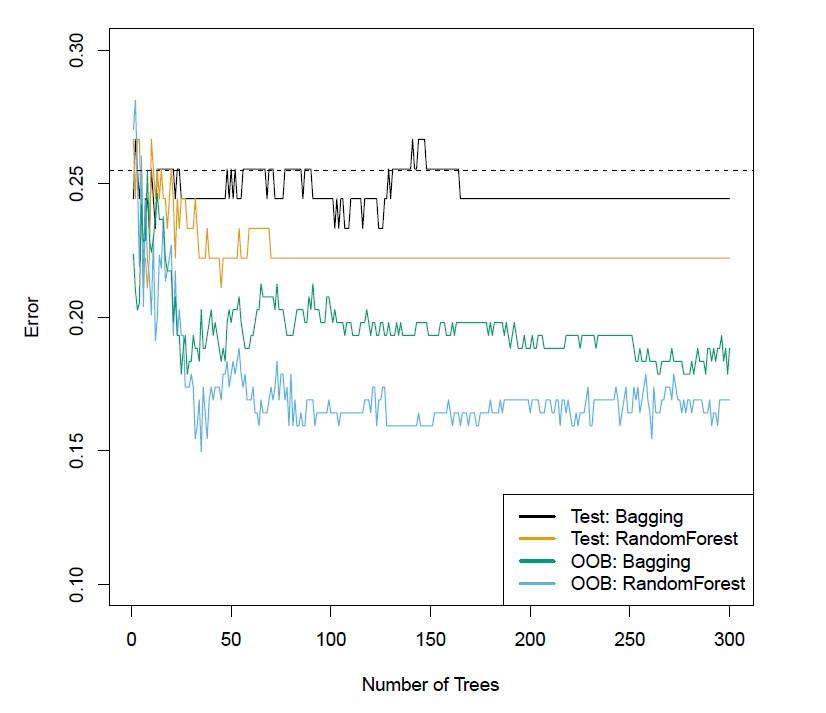 0.30
0.25
0.20
0.15
0.10
Error
Test: Bagging
Test: RandomForest
OOB: Bagging
OOB: RandomForest
0 50 100 150 200 250 300
Number of Trees